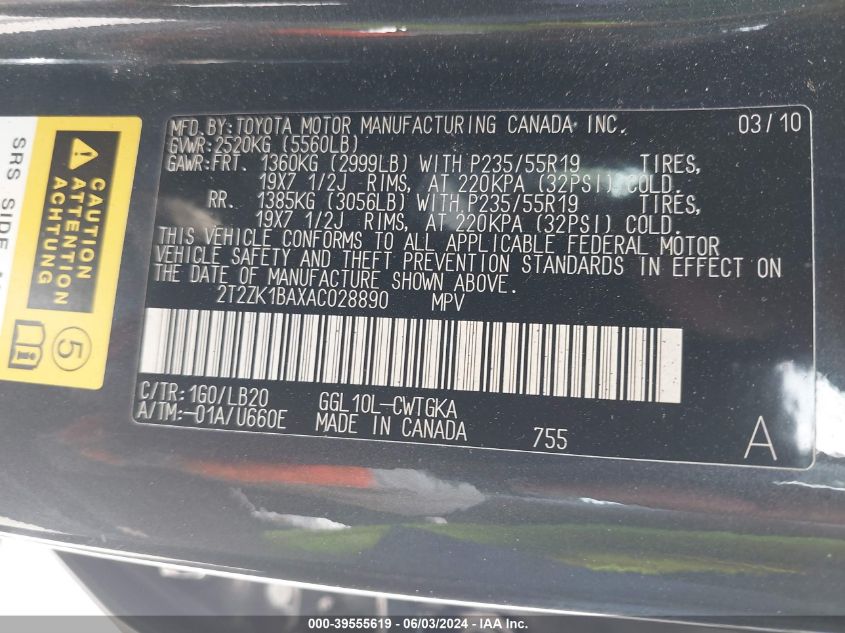 MFD. BY: TOYOTA MOTOR MANUFACTURING CANADA INC. 03/10
GVWR: 2520KG (5560LB)
GAWR: FRT. 1360KG (2999LB) WITH P235/55R19 TIRES,
19X7 1/2J RIMS, AT 220KPA (32PSI) COLD.
RR. 1385KG (3056LB) WITH P235/55R19 TIRES,
19X7 1/2J RIMS, AT 220KPA (32PSI) COLD.
THIS VEHICLE CONFORMS TO ALL APPLICABLE FEDERAL MOTOR
VEHICLE SAFETY AND THEFT PREVENTION STANDARDS IN EFFECT ON
THE DATE OF MANUFACTURE SHOWN ABOVE.
2T2ZK1BAXAC028890 MPV
C/TR: 1G0/LB20 GGL10L-CWTGKA
A/TM: -01A/U660E MADE IN CANADA 755 A
SRS SIDE
CAUTION
ATTENTION
ACHTUNG
5
000-39555619 - 06/03/2024 -